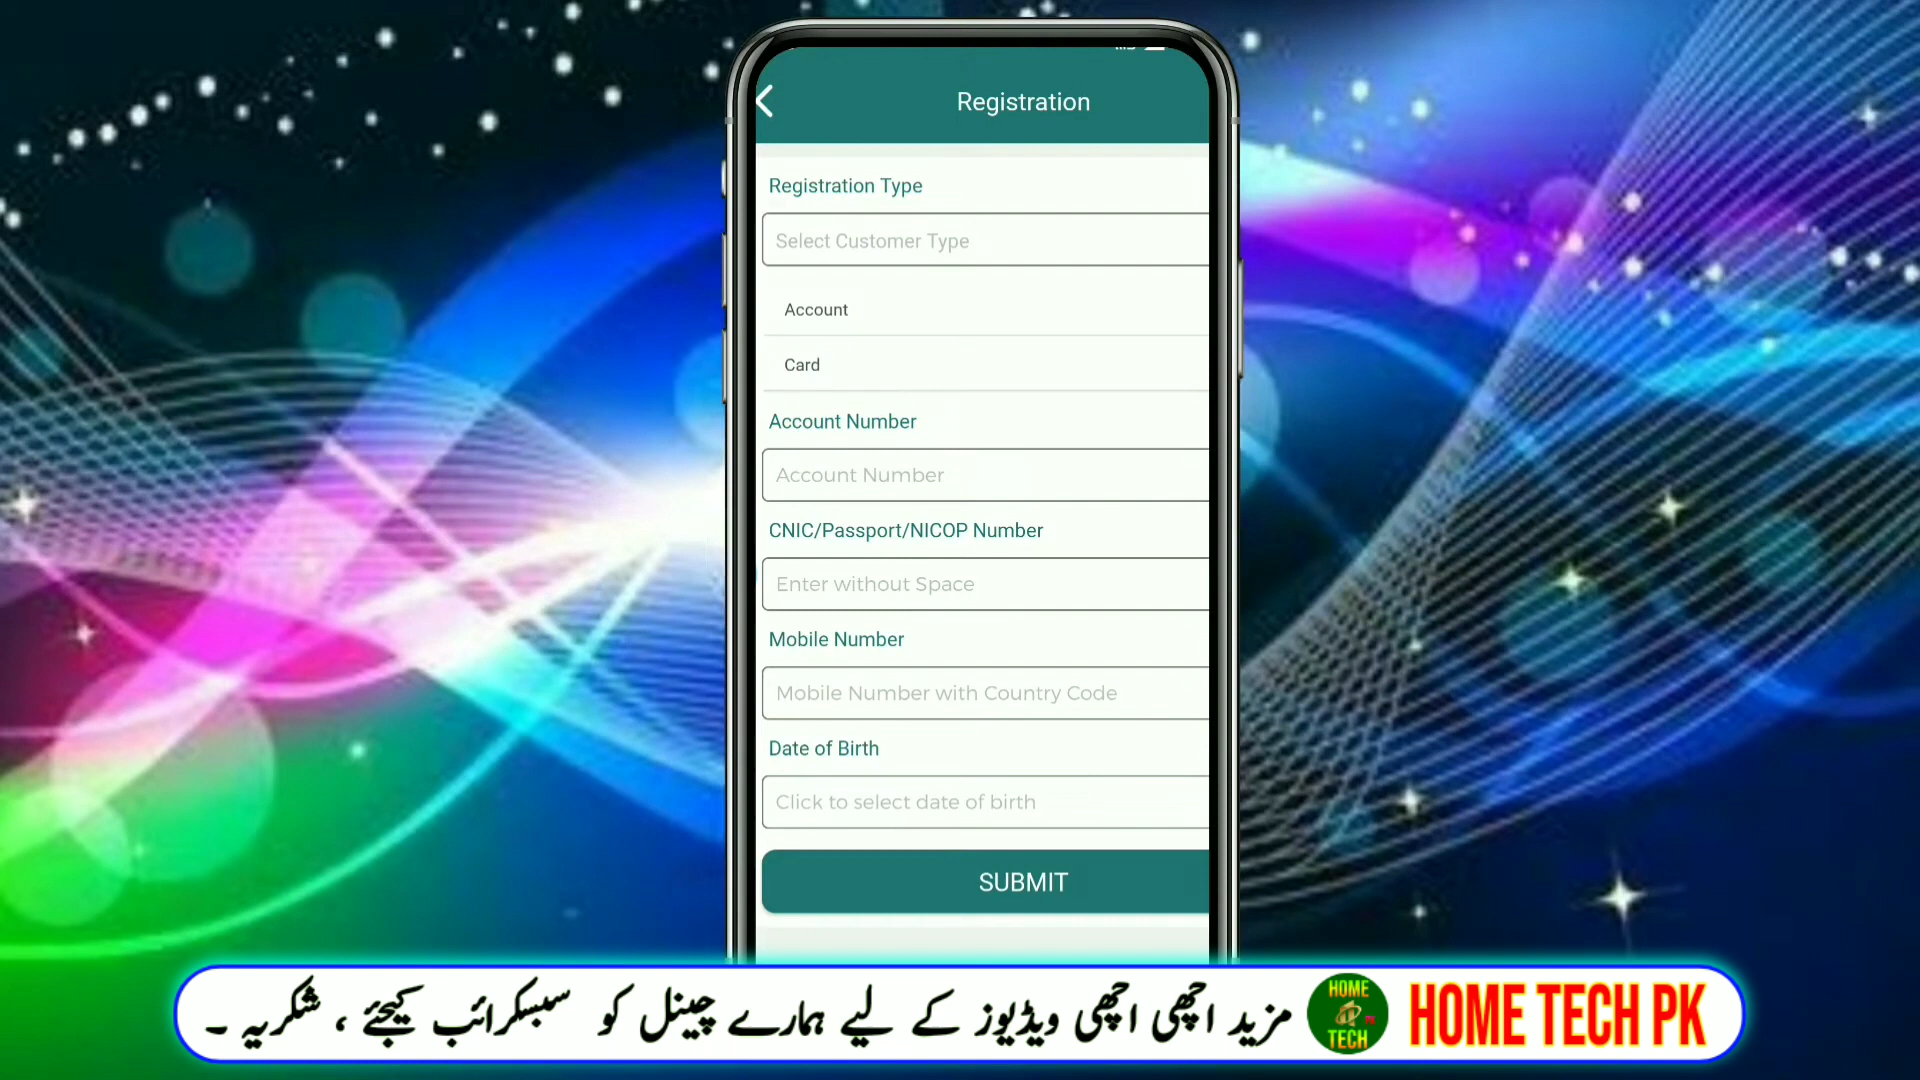 Registration
Registration Type
Select Customer Type
Account
Card
Account Number
Account Number
CNIC/Passport/NICOP Number
Enter without Space
Mobile Number
Mobile Number with Country Code
Date of Birth
Click to select date of birth
SUBMIT
مزید اچھی اچھی ویڈیوز کے لیے ہمارے چینل کو سبسکرائب کیجئے ، شکریہ ۔
HOME
TECH
HOME TECH PK